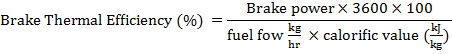 Brake Thermal Efficiency (%) = Brake power × 3600 × 100 / fuel fow kg/hr × calorific value (kJ/kg)